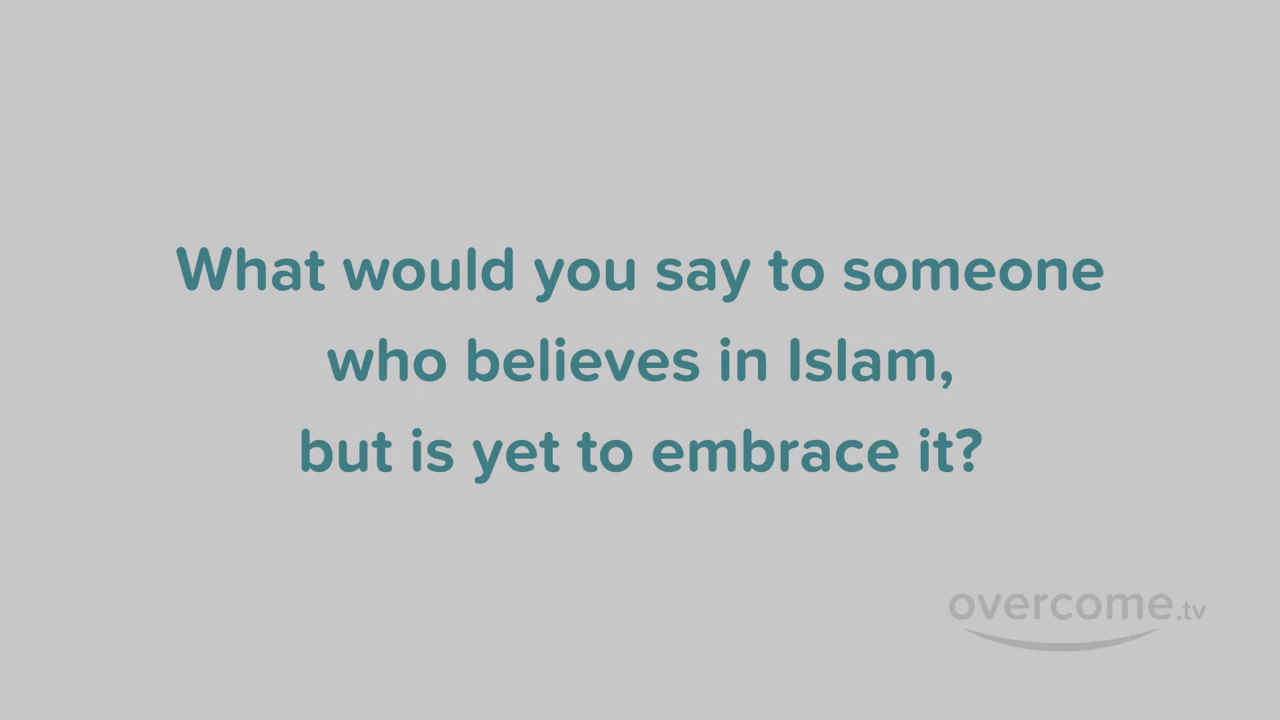 What would you say to someone
who believes in Islam,
but is yet to embrace it?
overcome.tv